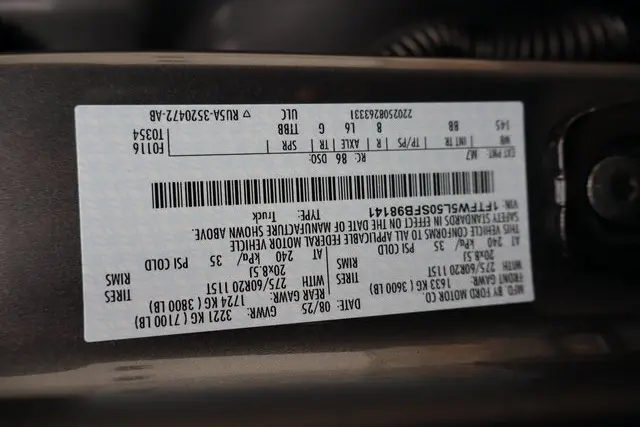 MFD. BY FORD MOTOR CO.
DATE: 08/25 GVWR: 3221 KG ( 7100 LB)
FRONT GAWR: 1633 KG ( 3600 LB) REAR GAWR: 1724 KG ( 3800 LB)
WITH 275/60R20 115T TIRES WITH 275/60R20 115T TIRES
20x8.5J RIMS 20x8.5J RIMS
AT 240 kPa/ 35 PSI COLD AT 240 kPa/ 35 PSI COLD
THIS VEHICLE CONFORMS TO ALL APPLICABLE FEDERAL MOTOR VEHICLE
SAFETY STANDARDS IN EFFECT ON THE DATE OF MANUFACTURE SHOWN ABOVE.
VIN: 1FTFW5L50SFB98141 TYPE: Truck
EXT PNT: M7 RC: 86 DSO: F0116
WB INT TR TP/PS R AXLE TR SPR T0354
145 BB 8 L6 G TTBB
220250826333I ULC ▽ RU5A-3520472-AB